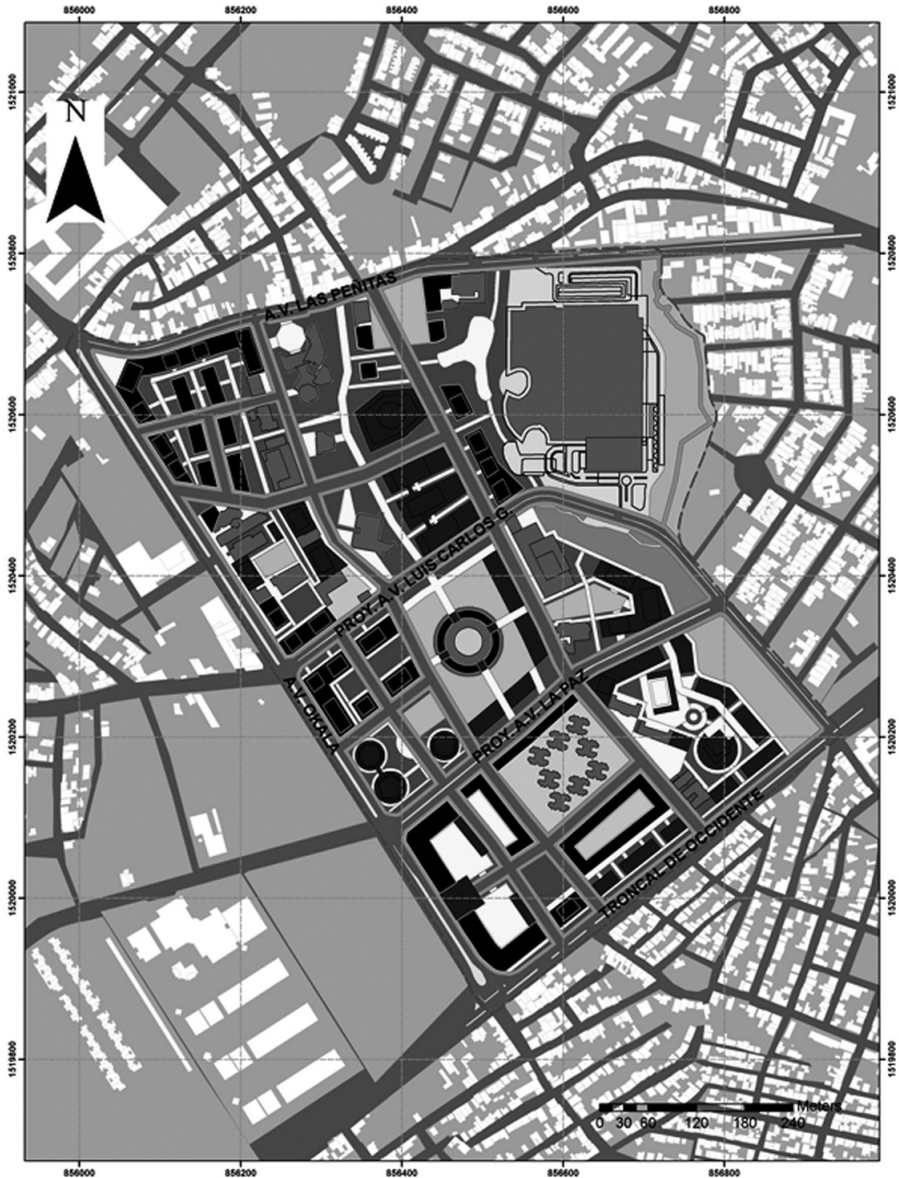 856000 856200 856400 856600 856800
1521000 1521000
N
1520800 1520800
A.V. LAS PEÑITAS
1520600 1520600
PROY. A.V. LUIS CARLOS G.
1520400 1520400
A.V. OKALA
PROY. A.V. LA PAZ
1520200 1520200
TRONCAL DE OCCIDENTE
1520000 1520000
1519800 1519800
Meters
0 30 60 120 180 240
856000 856200 856400 856600 856800